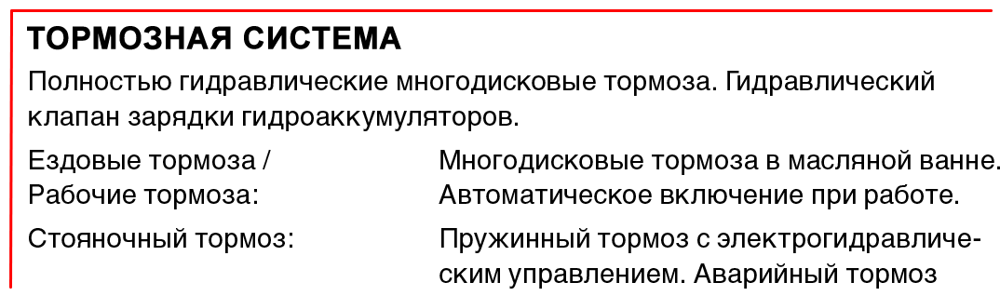 ТОРМОЗНАЯ СИСТЕМА
Полностью гидравлические многодисковые тормоза. Гидравлический
клапан зарядки гидроаккумуляторов.
Ездовые тормоза / Многодисковые тормоза в масляной ванне.
Рабочие тормоза: Автоматическое включение при работе.
Стояночный тормоз: Пружинный тормоз с электрогидравличе-
ским управлением. Аварийный тормоз